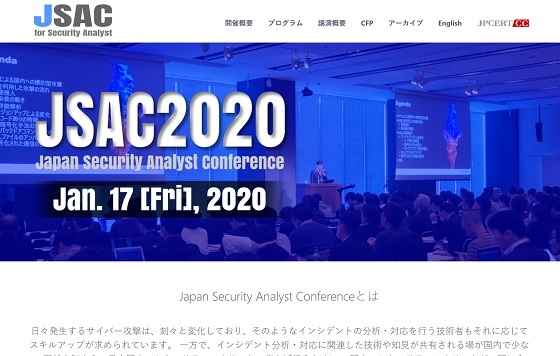 JSAC
for Security Analyst
開催概要 プログラム 講演概要 CFP アーカイブ English JPCERT CC
Agenda
Agenda
JSAC2020
Japan Security Analyst Conference
Jan. 17 [Fri], 2020
Japan Security Analyst Conferenceとは
日々発生するサイバー攻撃は、刻々と変化しており、そのようなインシデントの分析・対応を行う技術者もそれに応じて
スキルアップが求められています。 一方で、インシデント分析・対応に関連した技術や知見が共有される場が国内で少な